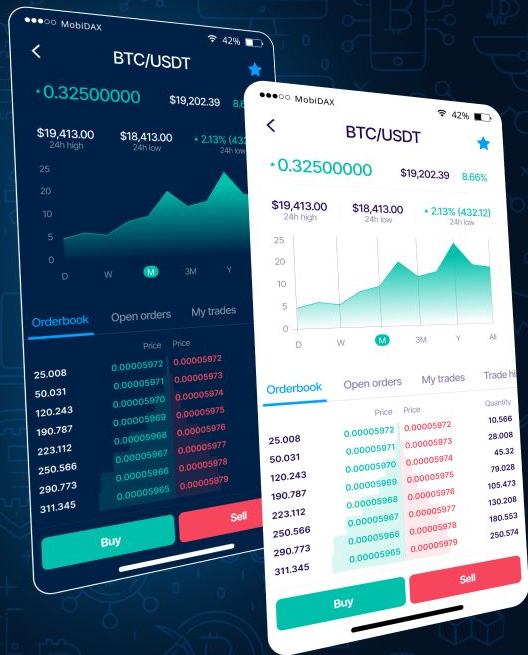 MobiDAX
42%
BTC/USDT
0.32500000
$19,202.39
8.6
$19,413.00
$18,413.00
2.13% (432
24h high
24h low
24h low
25
20
10
5
0
D W M 3M Y
Orderbook Open orders My trades
Price Price
25.008 0.00005972 0.00005972
50.031 0.00005971 0.00005973
120.243 0.00005970 0.00005974
190.787 0.00005969 0.00005975
223.112 0.00005968 0.00005976
250.566 0.00005967 0.00005977
290.773 0.00005966 0.00005978
311.345 0.00005965 0.00005979
Buy Sell
MobiDAX
42%
BTC/USDT
0.32500000 $19,202.39 8.66%
$19,413.00 $18,413.00 2.13% (432.12)
24h high 24h low 24h low
25
20
10
5
0
D W M 3M Y All
Orderbook Open orders My trades Trade hi
Price Price Quantity
25.008 0.00005972 0.00005972 10.566
50.031 0.00005971 0.00005973 28.008
120.243 0.00005970 0.00005974 45.32
190.787 0.00005969 0.00005975 79.028
223.112 0.00005968 0.00005976 105.473
250.566 0.00005967 0.00005977 130.208
290.773 0.00005966 0.00005978 180.553
311.345 0.00005965 0.00005979 250.574
Buy Sell